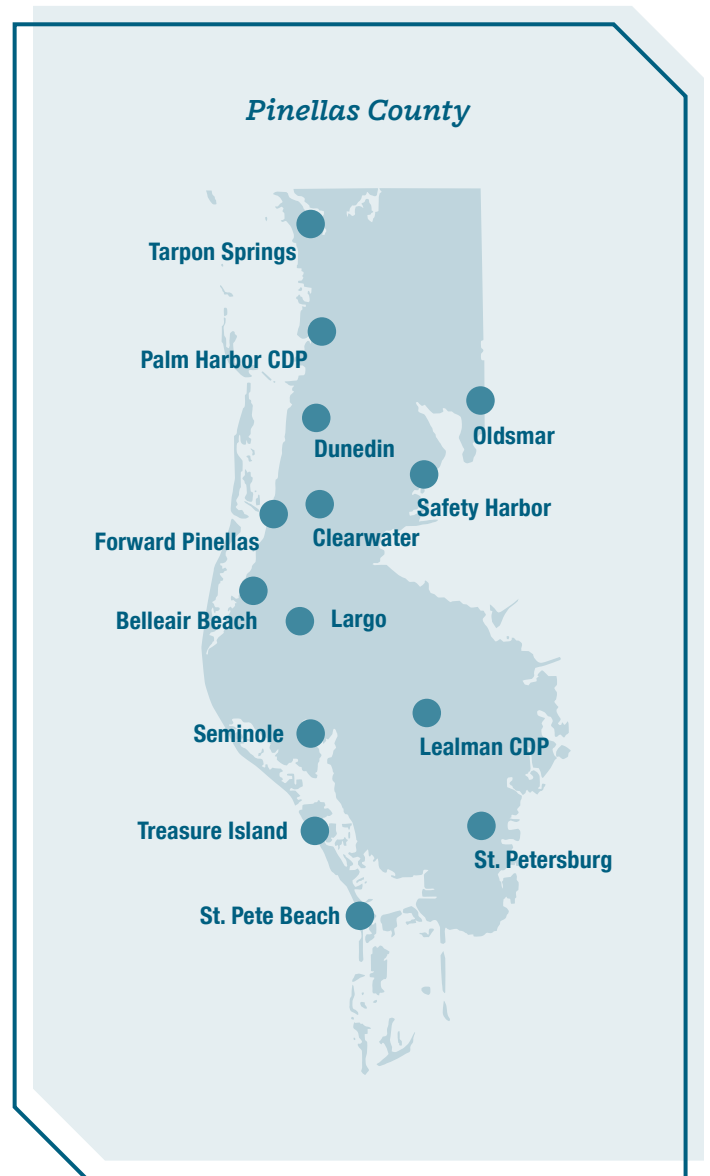 Pinellas County
Tarpon Springs
Palm Harbor CDP
Oldsmar
Dunedin
Safety Harbor
Clearwater
Forward Pinellas
Belleair Beach
Largo
Seminole
Lealman CDP
Treasure Island
St. Petersburg
St. Pete Beach